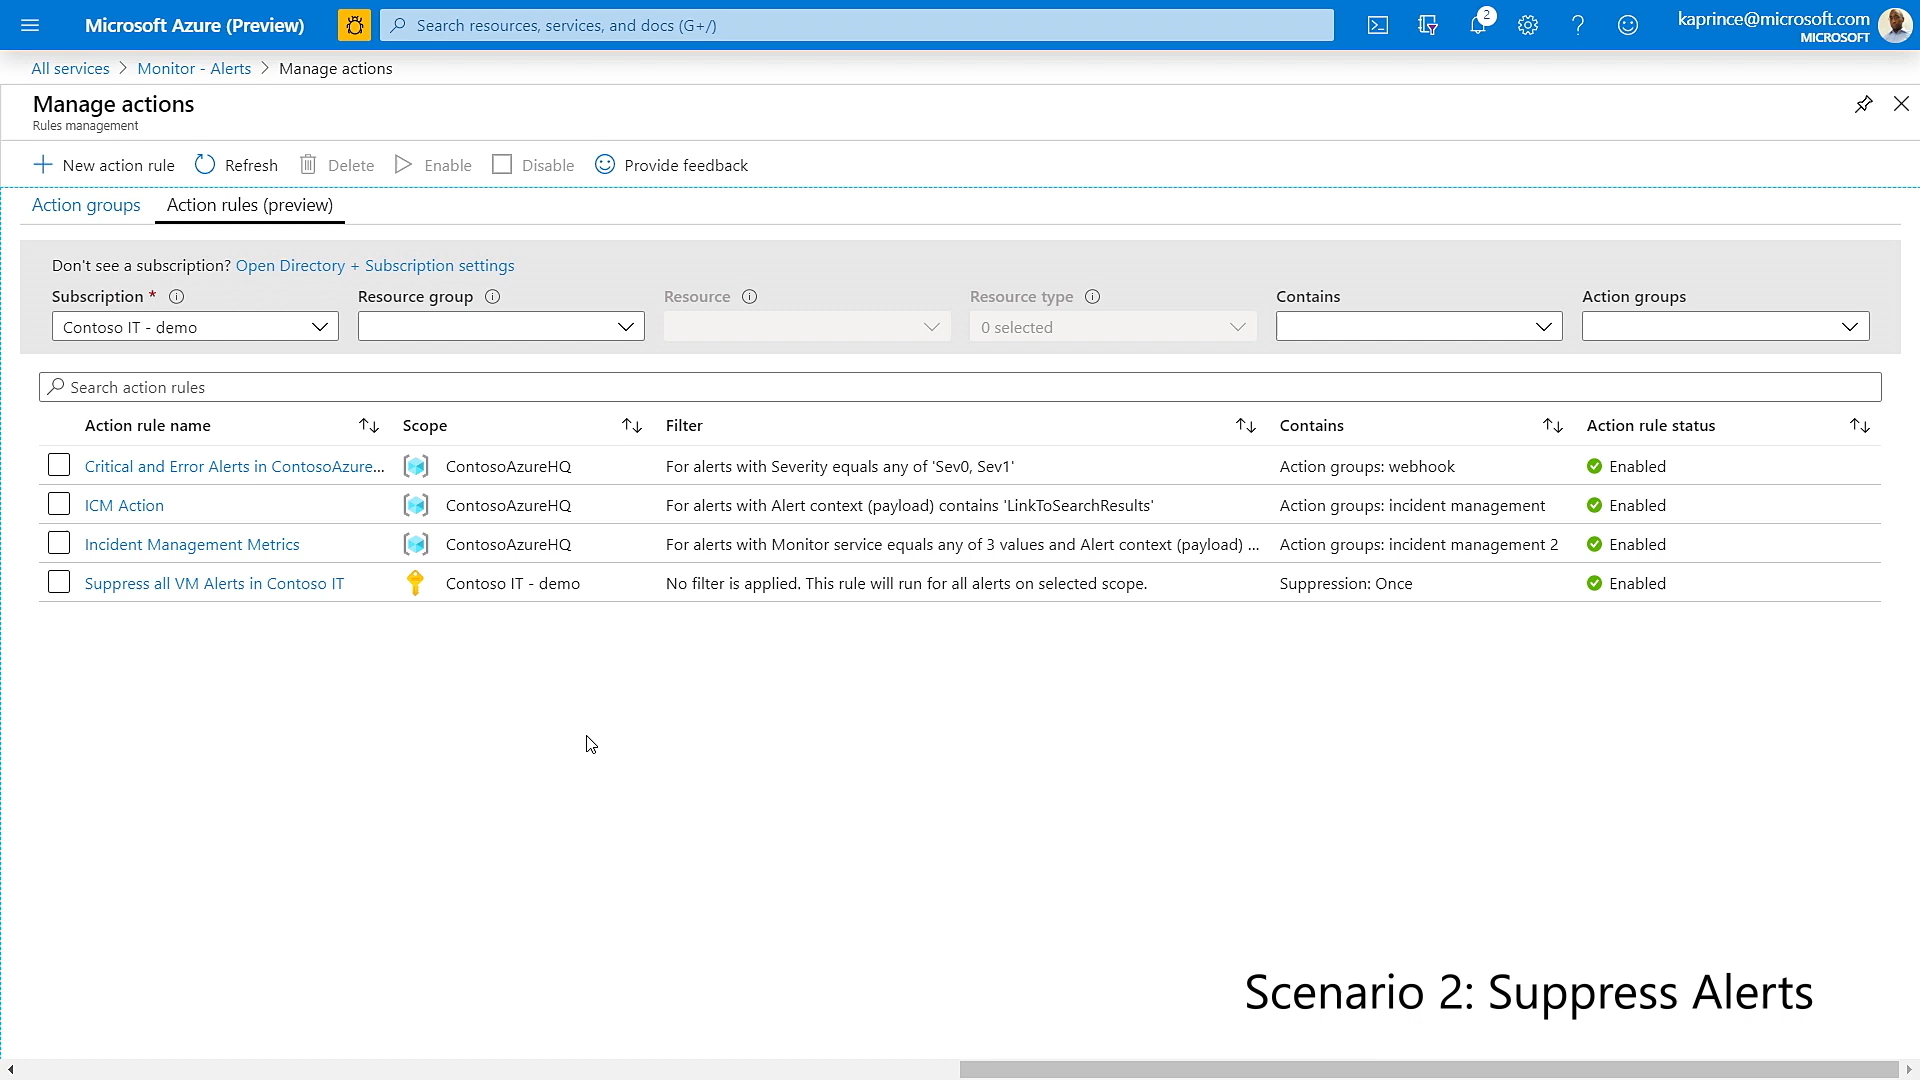 Microsoft Azure (Preview)
Search resources, services, and docs (G+/)
2
kaprince@microsoft.com
MICROSOFT
All services > Monitor - Alerts > Manage actions
Manage actions
Rules management
New action rule
Refresh
Delete
Enable
Disable
Provide feedback
Action groups
Action rules (preview)
Don't see a subscription? Open Directory + Subscription settings
Subscription *
Resource group
Resource
Resource type
Contains
Action groups
Contoso IT - demo
0 selected
Search action rules
Action rule name
Scope
Filter
Contains
Action rule status
Critical and Error Alerts in ContosoAzure... ContosoAzureHQ For alerts with Severity equals any of 'Sev0, Sev1' Action groups: webhook Enabled
ICM Action ContosoAzureHQ For alerts with Alert context (payload) contains 'LinkToSearchResults' Action groups: incident management Enabled
Incident Management Metrics ContosoAzureHQ For alerts with Monitor service equals any of 3 values and Alert context (payload) ... Action groups: incident management 2 Enabled
Suppress all VM Alerts in Contoso IT Contoso IT - demo No filter is applied. This rule will run for all alerts on selected scope. Suppression: Once Enabled
Scenario 2: Suppress Alerts